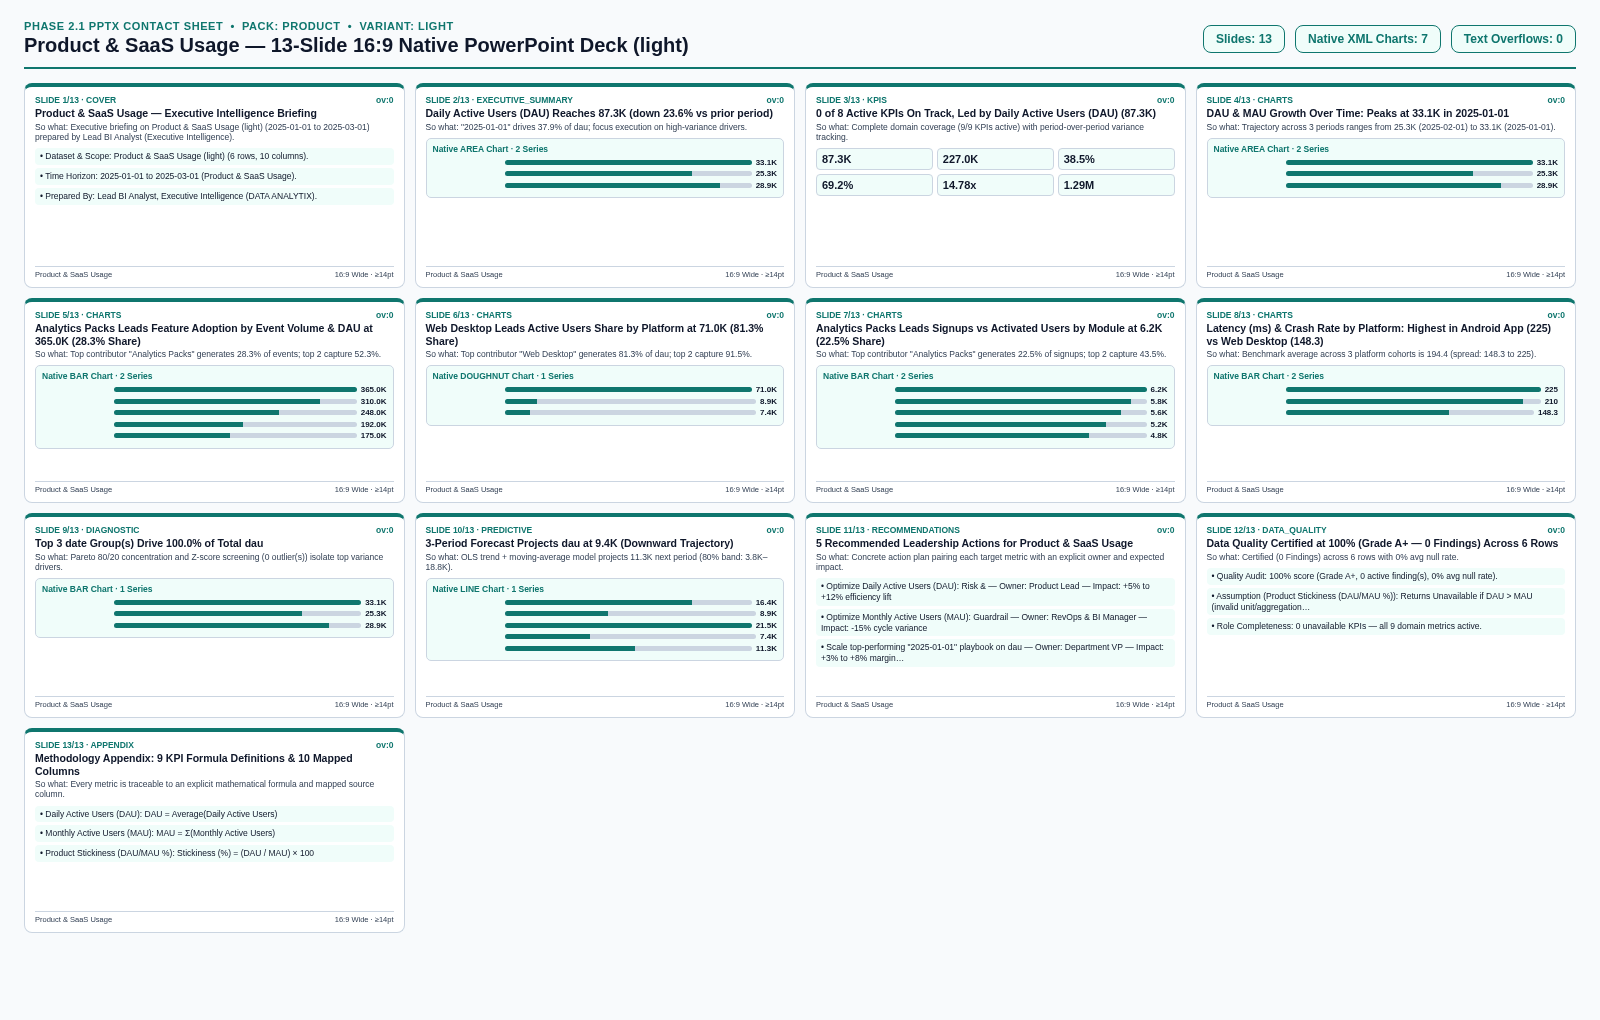 PHASE 2.1 PPTX CONTACT SHEET • PACK: PRODUCT • VARIANT: LIGHT
Product & SaaS Usage — 13-Slide 16:9 Native PowerPoint Deck (light)
Slides: 13
Native XML Charts: 7
Text Overflows: 0
SLIDE 1/13 · COVER
ov:0
Product & SaaS Usage — Executive Intelligence Briefing
So what: Executive briefing on Product & SaaS Usage (light) (2025-01-01 to 2025-03-01)
prepared by Lead BI Analyst (Executive Intelligence).
• Dataset & Scope: Product & SaaS Usage (light) (6 rows, 10 columns).
• Time Horizon: 2025-01-01 to 2025-03-01 (Product & SaaS Usage).
• Prepared By: Lead BI Analyst, Executive Intelligence (DATA ANALYTIX).
Product & SaaS Usage
16:9 Wide · ≥14pt
SLIDE 2/13 · EXECUTIVE_SUMMARY
ov:0
Daily Active Users (DAU) Reaches 87.3K (down 23.6% vs prior period)
So what: "2025-01-01" drives 37.9% of dau; focus execution on high-variance drivers.
Native AREA Chart · 2 Series
33.1K
25.3K
28.9K
Product & SaaS Usage
16:9 Wide · ≥14pt
SLIDE 3/13 · KPIS
ov:0
0 of 8 Active KPIs On Track, Led by Daily Active Users (DAU) (87.3K)
So what: Complete domain coverage (9/9 KPIs active) with period-over-period variance
tracking.
87.3K
227.0K
38.5%
69.2%
14.78x
1.29M
Product & SaaS Usage
16:9 Wide · ≥14pt
SLIDE 4/13 · CHARTS
ov:0
DAU & MAU Growth Over Time: Peaks at 33.1K in 2025-01-01
So what: Trajectory across 3 periods ranges from 25.3K (2025-02-01) to 33.1K (2025-01-01).
Native AREA Chart · 2 Series
33.1K
25.3K
28.9K
Product & SaaS Usage
16:9 Wide · ≥14pt
SLIDE 5/13 · CHARTS
ov:0
Analytics Packs Leads Feature Adoption by Event Volume & DAU at
365.0K (28.3% Share)
So what: Top contributor "Analytics Packs" generates 28.3% of events; top 2 capture 52.3%.
Native BAR Chart · 2 Series
365.0K
310.0K
248.0K
192.0K
175.0K
Product & SaaS Usage
16:9 Wide · ≥14pt
SLIDE 6/13 · CHARTS
ov:0
Web Desktop Leads Active Users Share by Platform at 71.0K (81.3%
Share)
So what: Top contributor "Web Desktop" generates 81.3% of dau; top 2 capture 91.5%.
Native DOUGHNUT Chart · 1 Series
71.0K
8.9K
7.4K
Product & SaaS Usage
16:9 Wide · ≥14pt
SLIDE 7/13 · CHARTS
ov:0
Analytics Packs Leads Signups vs Activated Users by Module at 6.2K
(22.5% Share)
So what: Top contributor "Analytics Packs" generates 22.5% of signups; top 2 capture 43.5%.
Native BAR Chart · 2 Series
6.2K
5.8K
5.6K
5.2K
4.8K
Product & SaaS Usage
16:9 Wide · ≥14pt
SLIDE 8/13 · CHARTS
ov:0
Latency (ms) & Crash Rate by Platform: Highest in Android App (225)
vs Web Desktop (148.3)
So what: Benchmark average across 3 platform cohorts is 194.4 (spread: 148.3 to 225).
Native BAR Chart · 2 Series
225
210
148.3
Product & SaaS Usage
16:9 Wide · ≥14pt
SLIDE 9/13 · DIAGNOSTIC
ov:0
Top 3 date Group(s) Drive 100.0% of Total dau
So what: Pareto 80/20 concentration and Z-score screening (0 outlier(s)) isolate top variance
drivers.
Native BAR Chart · 1 Series
33.1K
25.3K
28.9K
Product & SaaS Usage
16:9 Wide · ≥14pt
SLIDE 10/13 · PREDICTIVE
ov:0
3-Period Forecast Projects dau at 9.4K (Downward Trajectory)
So what: OLS trend + moving-average model projects 11.3K next period (80% band: 3.8K–
18.8K).
Native LINE Chart · 1 Series
16.4K
8.9K
21.5K
7.4K
11.3K
Product & SaaS Usage
16:9 Wide · ≥14pt
SLIDE 11/13 · RECOMMENDATIONS
ov:0
5 Recommended Leadership Actions for Product & SaaS Usage
So what: Concrete action plan pairing each target metric with an explicit owner and expected
impact.
• Optimize Daily Active Users (DAU): Risk & — Owner: Product Lead — Impact: +5% to
+12% efficiency lift
• Optimize Monthly Active Users (MAU): Guardrail — Owner: RevOps & BI Manager —
Impact: -15% cycle variance
• Scale top-performing "2025-01-01" playbook on dau — Owner: Department VP — Impact:
+3% to +8% margin…
Product & SaaS Usage
16:9 Wide · ≥14pt
SLIDE 12/13 · DATA_QUALITY
ov:0
Data Quality Certified at 100% (Grade A+ — 0 Findings) Across 6 Rows
So what: Certified (0 Findings) across 6 rows with 0% avg null rate.
• Quality Audit: 100% score (Grade A+, 0 active finding(s), 0% avg null rate).
• Assumption (Product Stickiness (DAU/MAU %)): Returns Unavailable if DAU > MAU
(invalid unit/aggregation…
• Role Completeness: 0 unavailable KPIs — all 9 domain metrics active.
Product & SaaS Usage
16:9 Wide · ≥14pt
SLIDE 13/13 · APPENDIX
ov:0
Methodology Appendix: 9 KPI Formula Definitions & 10 Mapped
Columns
So what: Every metric is traceable to an explicit mathematical formula and mapped source
column.
• Daily Active Users (DAU): DAU = Average(Daily Active Users)
• Monthly Active Users (MAU): MAU = Σ(Monthly Active Users)
• Product Stickiness (DAU/MAU %): Stickiness (%) = (DAU / MAU) × 100
Product & SaaS Usage
16:9 Wide · ≥14pt